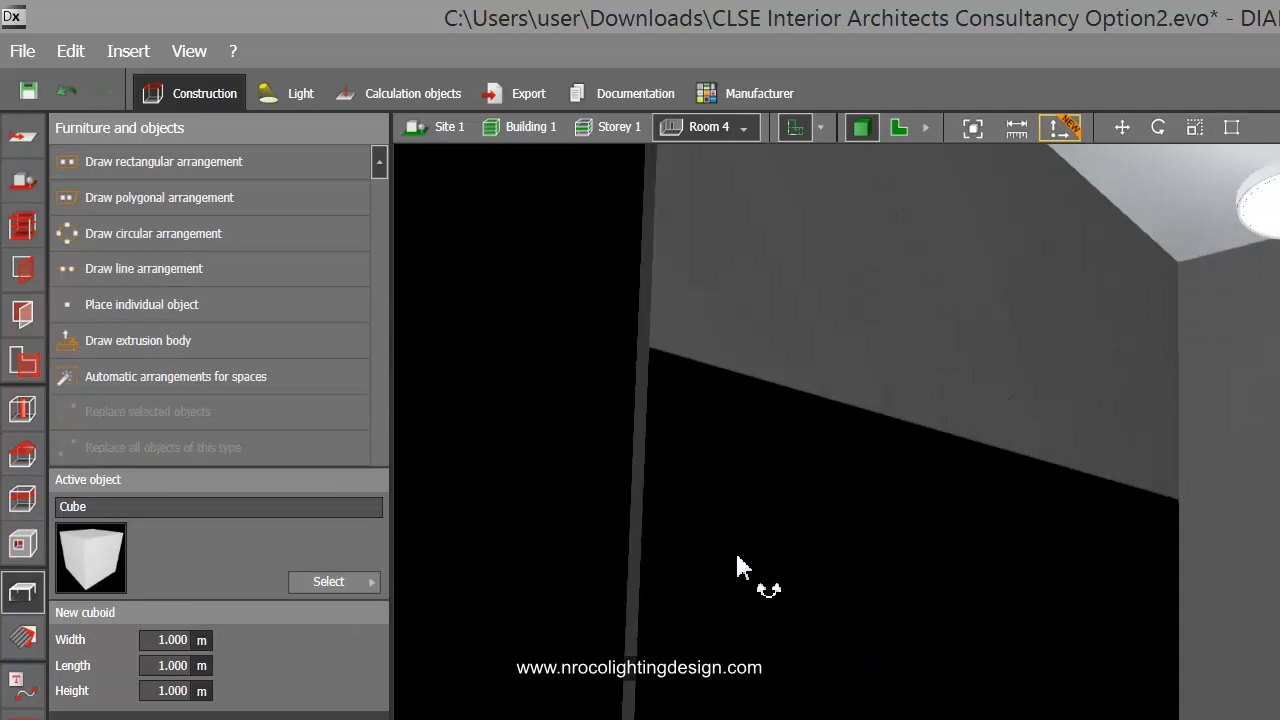 Dx
C:\Users\user\Downloads\CLSE Interior Architects Consultancy Option2.evo* - DIA
File Edit Insert View ?
Construction Light Calculation objects Export Documentation Manufacturer
Furniture and objects
Site 1 Building 1 Storey 1 Room 4
NEW
Draw rectangular arrangement
Draw polygonal arrangement
Draw circular arrangement
Draw line arrangement
Place individual object
Draw extrusion body
Automatic arrangements for spaces
Replace selected objects
Replace all objects of this type
Active object
Cube
Select
New cuboid
Width 1.000 m
Length 1.000 m
Height 1.000 m
T
www.nrocolightingdesign.com